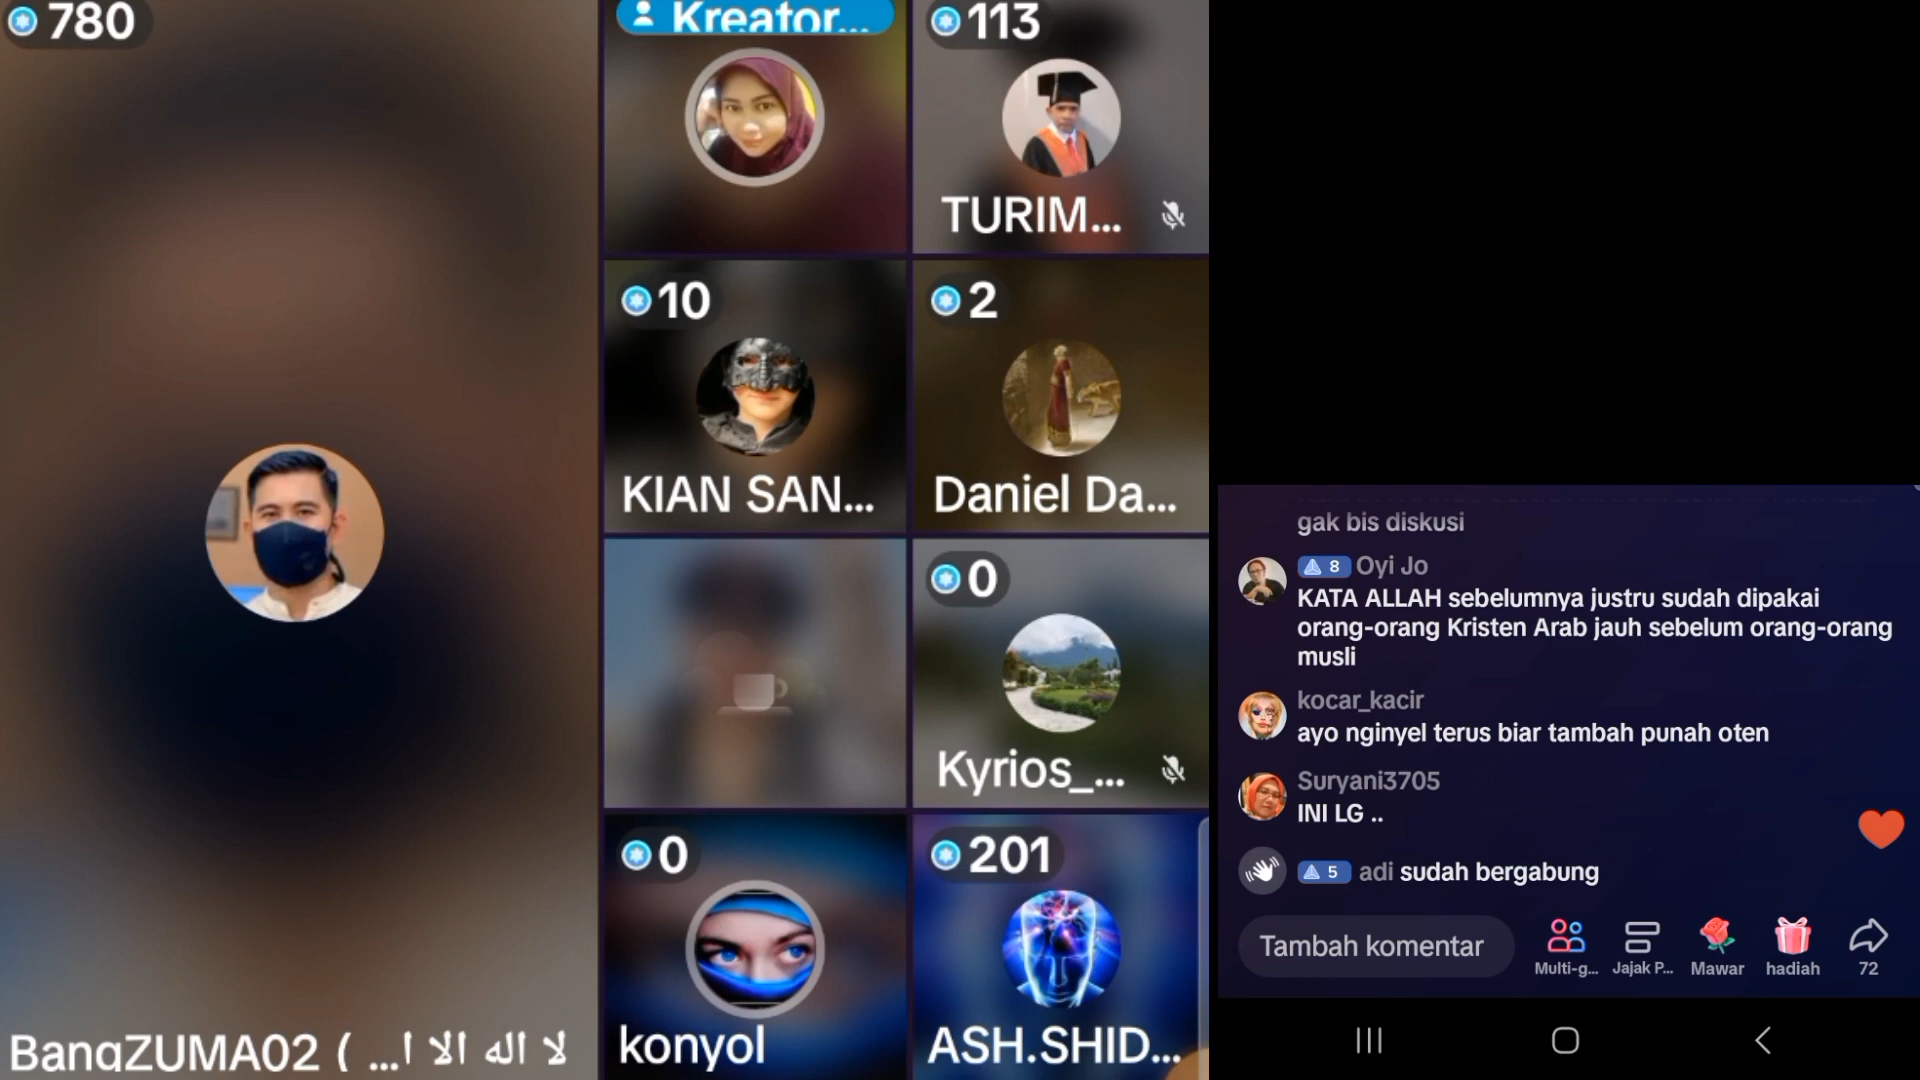 780
Kreator...
113
TURIM...
10
KIAN SAN...
2
Daniel Da...
0
Kyrios_...
0
konyol
201
ASH.SHID...
BangZUMA02 ( لا اله الا ا...
gak bis diskusi
8 Oyi Jo
KATA ALLAH sebelumnya justru sudah dipakai
orang-orang Kristen Arab jauh sebelum orang-orang
musli
kocar_kacir
ayo nginyel terus biar tambah punah oten
Suryani3705
INI LG ..
5 adi sudah bergabung
Tambah komentar
Multi-g...
Jajak P...
Mawar
hadiah
72